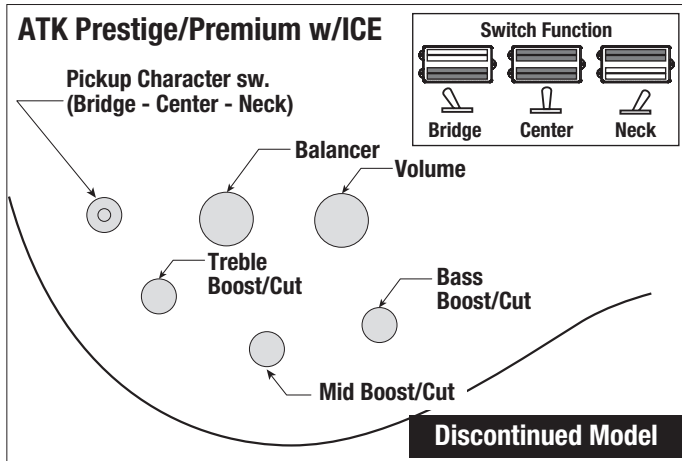 ATK Prestige/Premium w/ICE
Switch Function
Bridge
Center
Neck
Pickup Character sw.
(Bridge - Center - Neck)
Balancer
Volume
Treble
Boost/Cut
Bass
Boost/Cut
Mid Boost/Cut
Discontinued Model